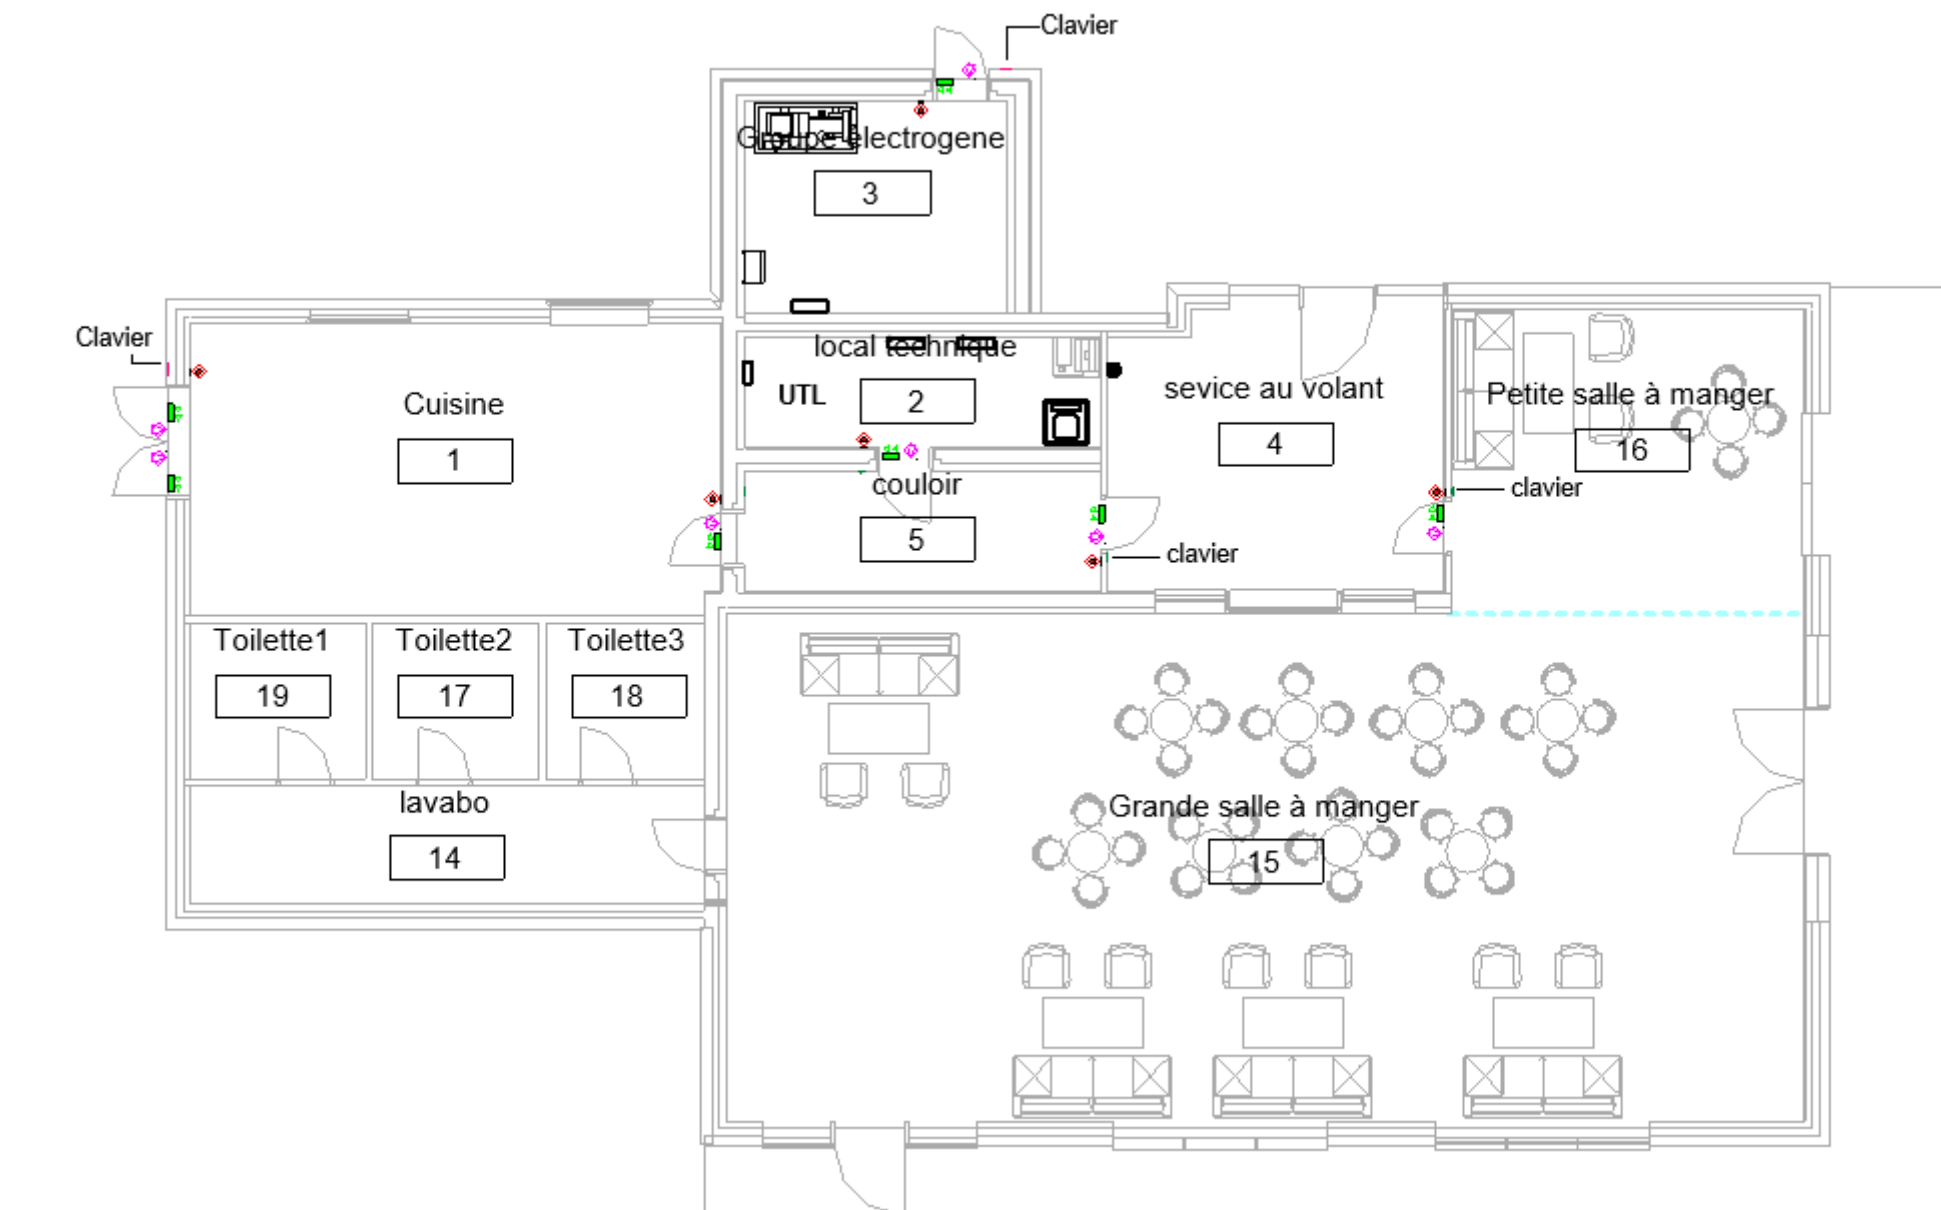 Clavier
Groupe électrogene
3
Clavier
local technique
UTL
2
Cuisine
1
sevice au volant
4
Petite salle à manger
16
couloir
5
clavier
clavier
Toilette1
19
Toilette2
17
Toilette3
18
lavabo
14
Grande salle à manger
15